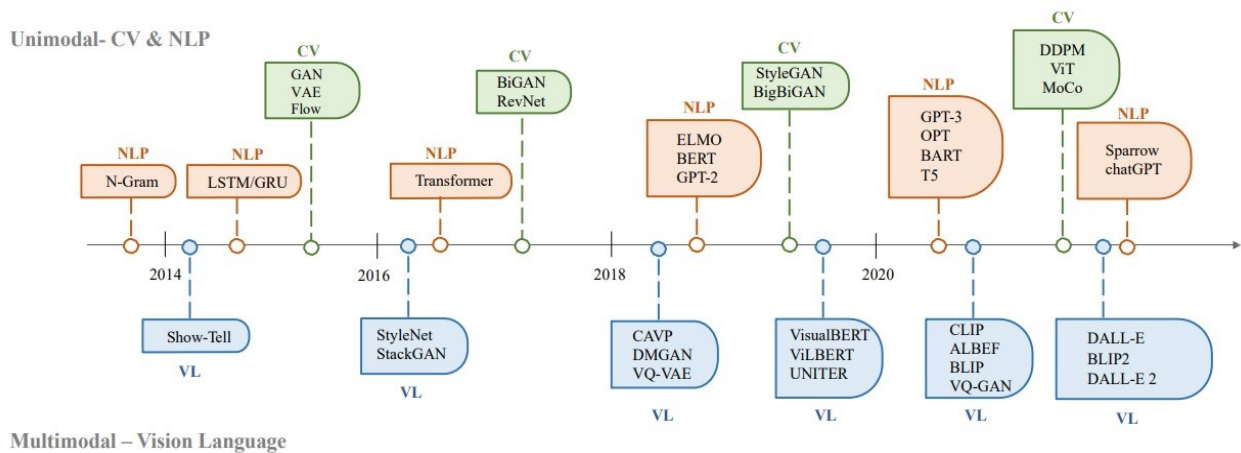 Unimodal- CV & NLP
CV
GAN
VAE
Flow
CV
BiGAN
RevNet
CV
StyleGAN
BigBiGAN
CV
DDPM
ViT
MoCo
NLP
N-Gram
NLP
LSTM/GRU
NLP
Transformer
NLP
ELMO
BERT
GPT-2
NLP
GPT-3
OPT
BART
T5
NLP
Sparrow
chatGPT
2014
2016
2018
2020
Show-Tell
VL
StyleNet
StackGAN
VL
CAVP
DMGAN
VQ-VAE
VL
VisualBERT
ViLBERT
UNITER
VL
CLIP
ALBEF
BLIP
VQ-GAN
VL
DALL-E
BLIP2
DALL-E 2
VL
Multimodal – Vision Language